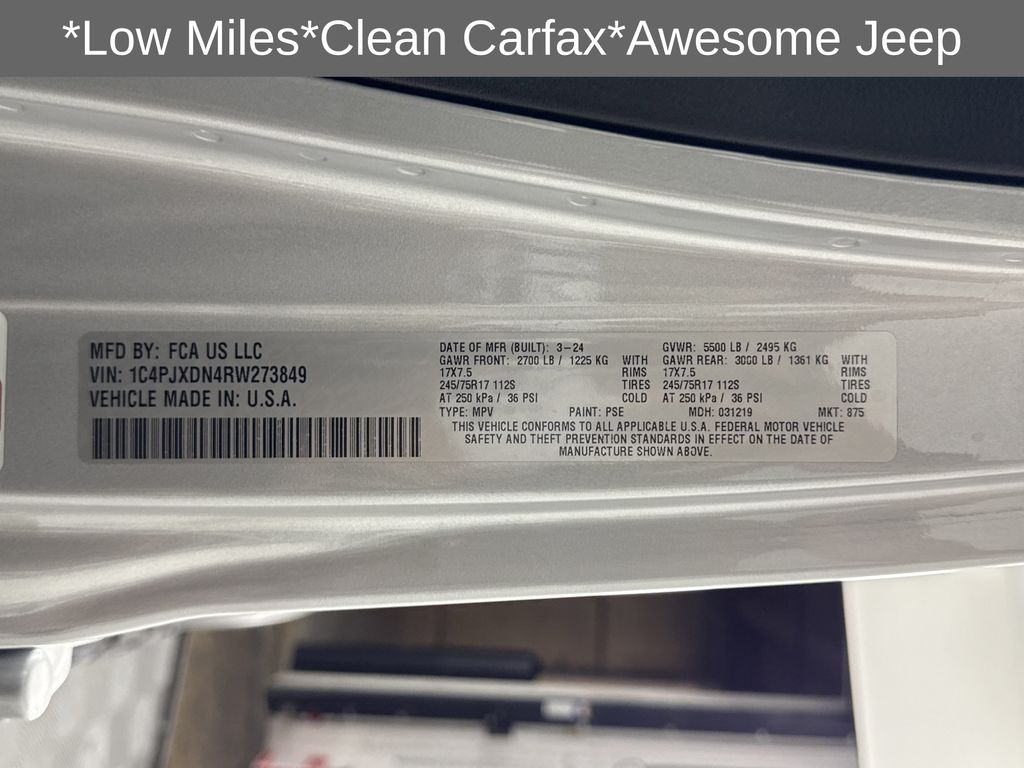 *Low Miles*Clean Carfax*Awesome Jeep
MFD BY: FCA US LLC
VIN: 1C4PJXDN4RW273849
VEHICLE MADE IN: U.S.A.
DATE OF MFR (BUILT): 3-24
GAWR FRONT: 2700 LB / 1225 KG WITH
17X7.5 RIMS
245/75R17 112S TIRES
AT 250 kPa / 36 PSI COLD
GVWR: 5500 LB / 2495 KG
GAWR REAR: 3000 LB / 1361 KG WITH
17X7.5 RIMS
245/75R17 112S TIRES
AT 250 kPa / 36 PSI COLD
TYPE: MPV PAINT: PSE MDH: 031219 MKT: 875
THIS VEHICLE CONFORMS TO ALL APPLICABLE U.S.A. FEDERAL MOTOR VEHICLE
SAFETY AND THEFT PREVENTION STANDARDS IN EFFECT ON THE DATE OF
MANUFACTURE SHOWN ABOVE.